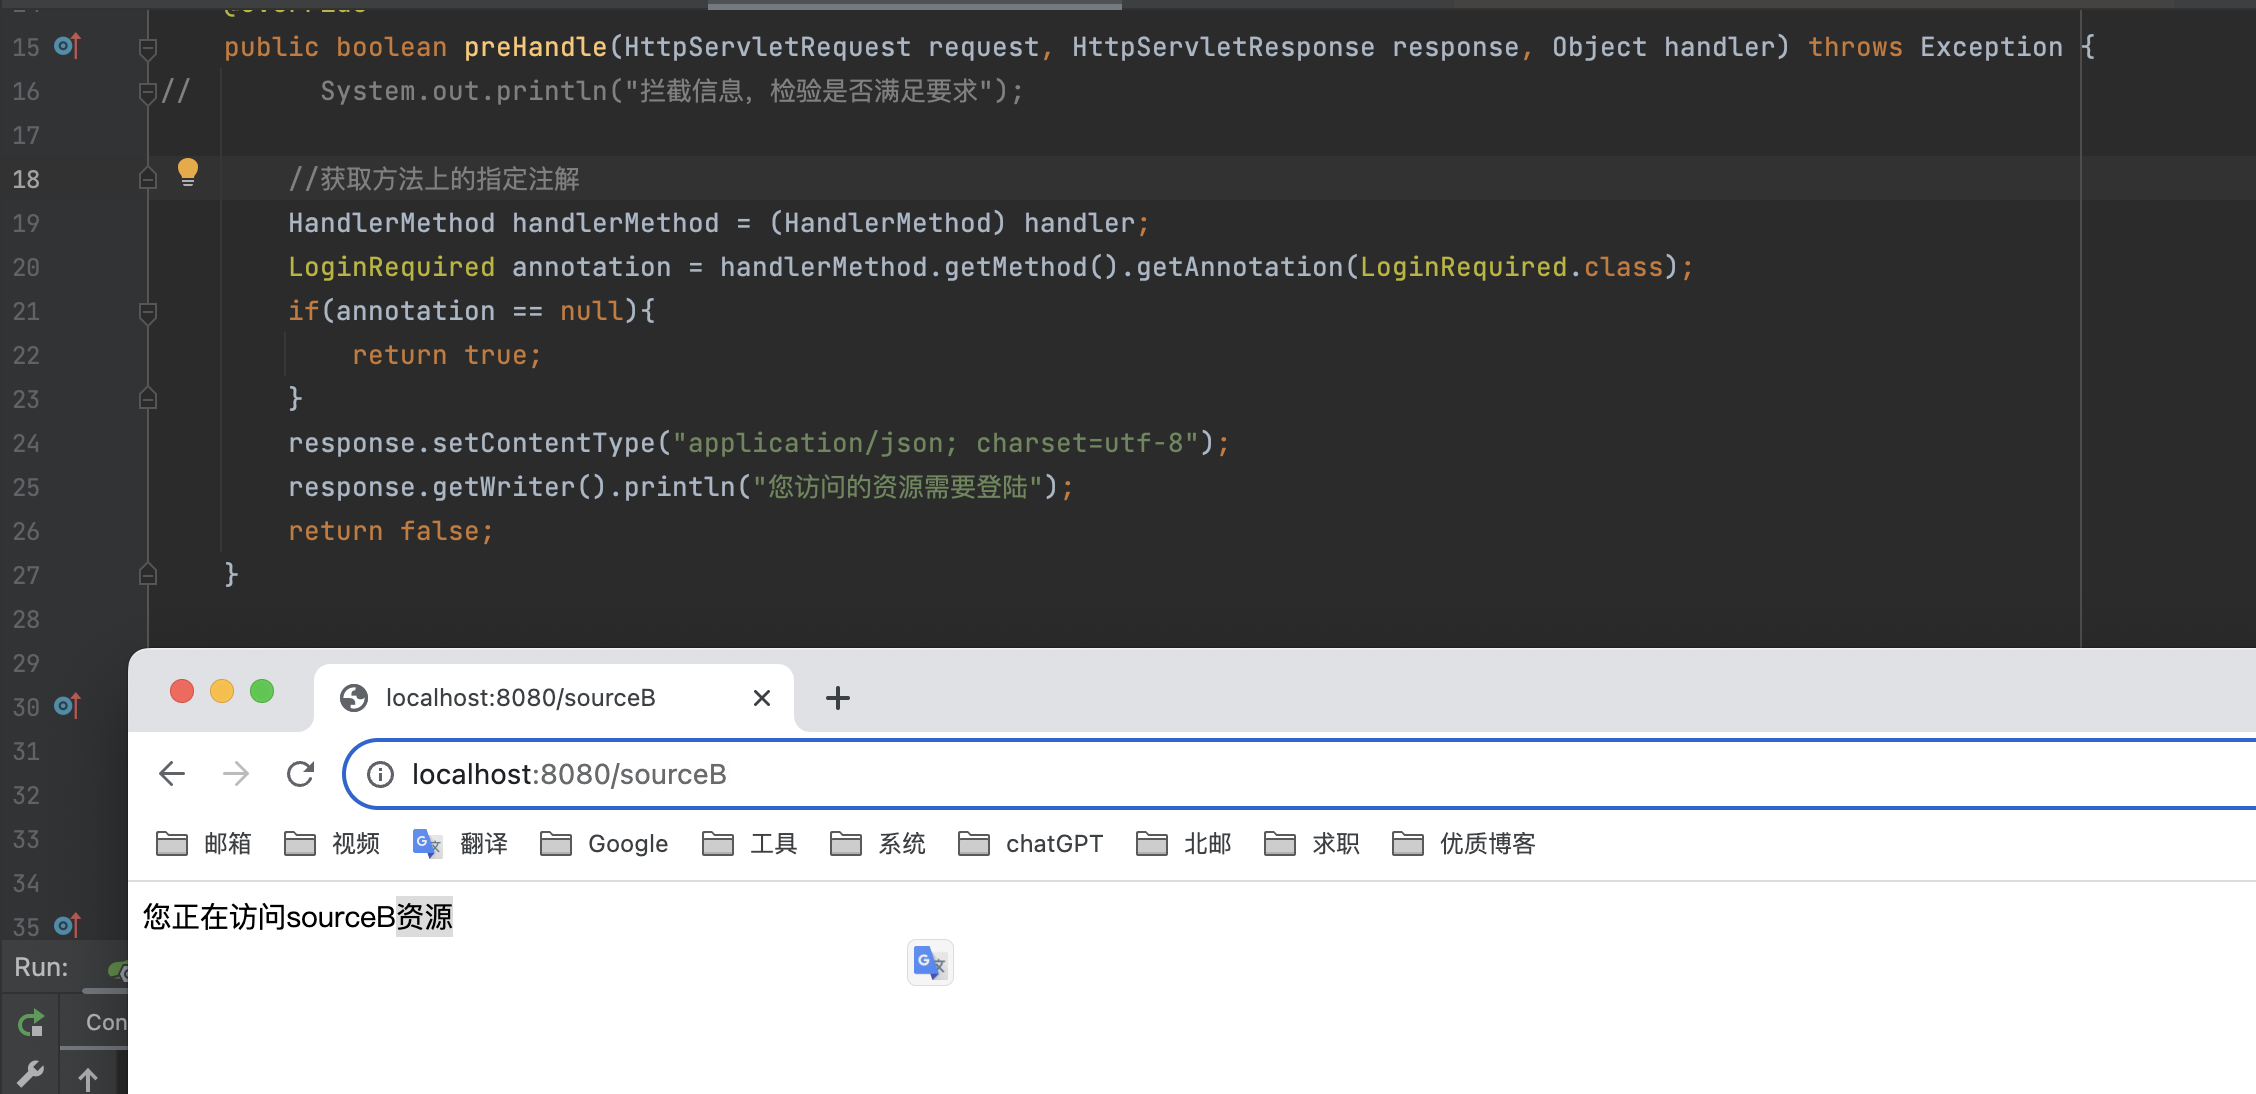 15 public boolean preHandle(HttpServletRequest request, HttpServletResponse response, Object handler) throws Exception {
16 // System.out.println("拦截信息，检验是否满足要求");
17
18 //获取方法上的指定注解
19 HandlerMethod handlerMethod = (HandlerMethod) handler;
20 LoginRequired annotation = handlerMethod.getMethod().getAnnotation(LoginRequired.class);
21 if(annotation == null){
22 return true;
23 }
24 response.setContentType("application/json; charset=utf-8");
25 response.getWriter().println("您访问的资源需要登陆");
26 return false;
27 }
28
29
30
31
32
33
34
35
localhost:8080/sourceB
localhost:8080/sourceB
邮箱 视频 翻译 Google 工具 系统 chatGPT 北邮 求职 优质博客
您正在访问sourceB资源
Run:
Con